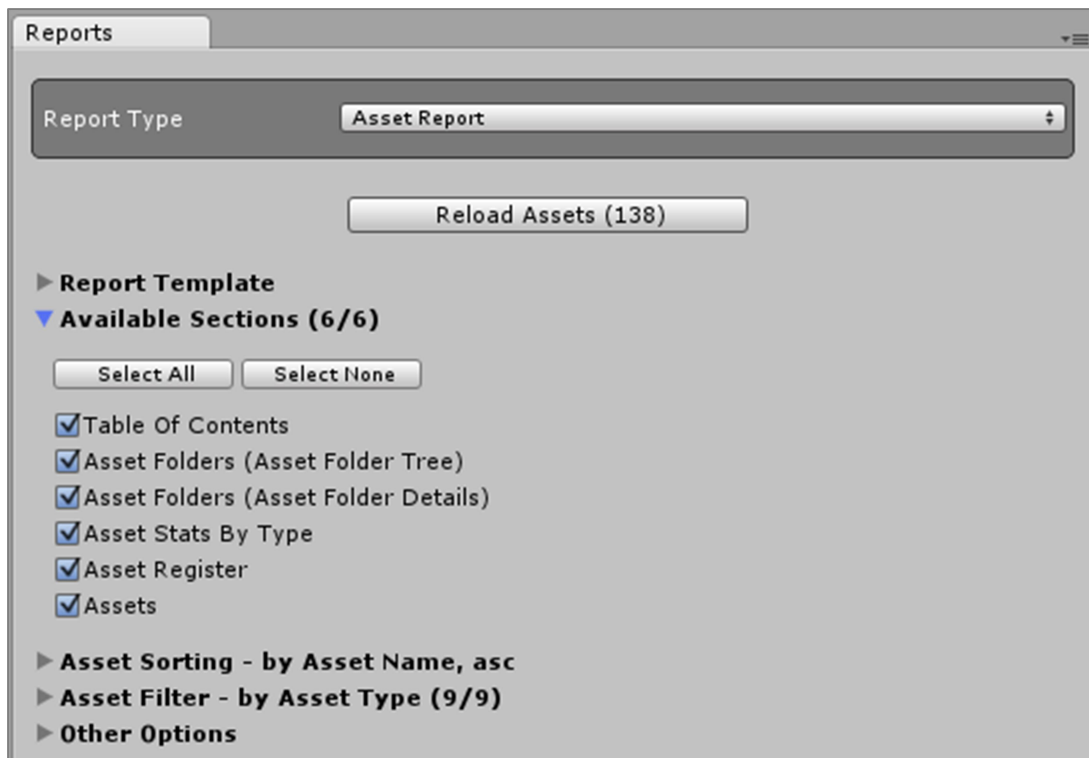 Reports
Report Type
Asset Report
Reload Assets (138)
Report Template
Available Sections (6/6)
Select All Select None
Table Of Contents
Asset Folders (Asset Folder Tree)
Asset Folders (Asset Folder Details)
Asset Stats By Type
Asset Register
Assets
Asset Sorting - by Asset Name, asc
Asset Filter - by Asset Type (9/9)
Other Options